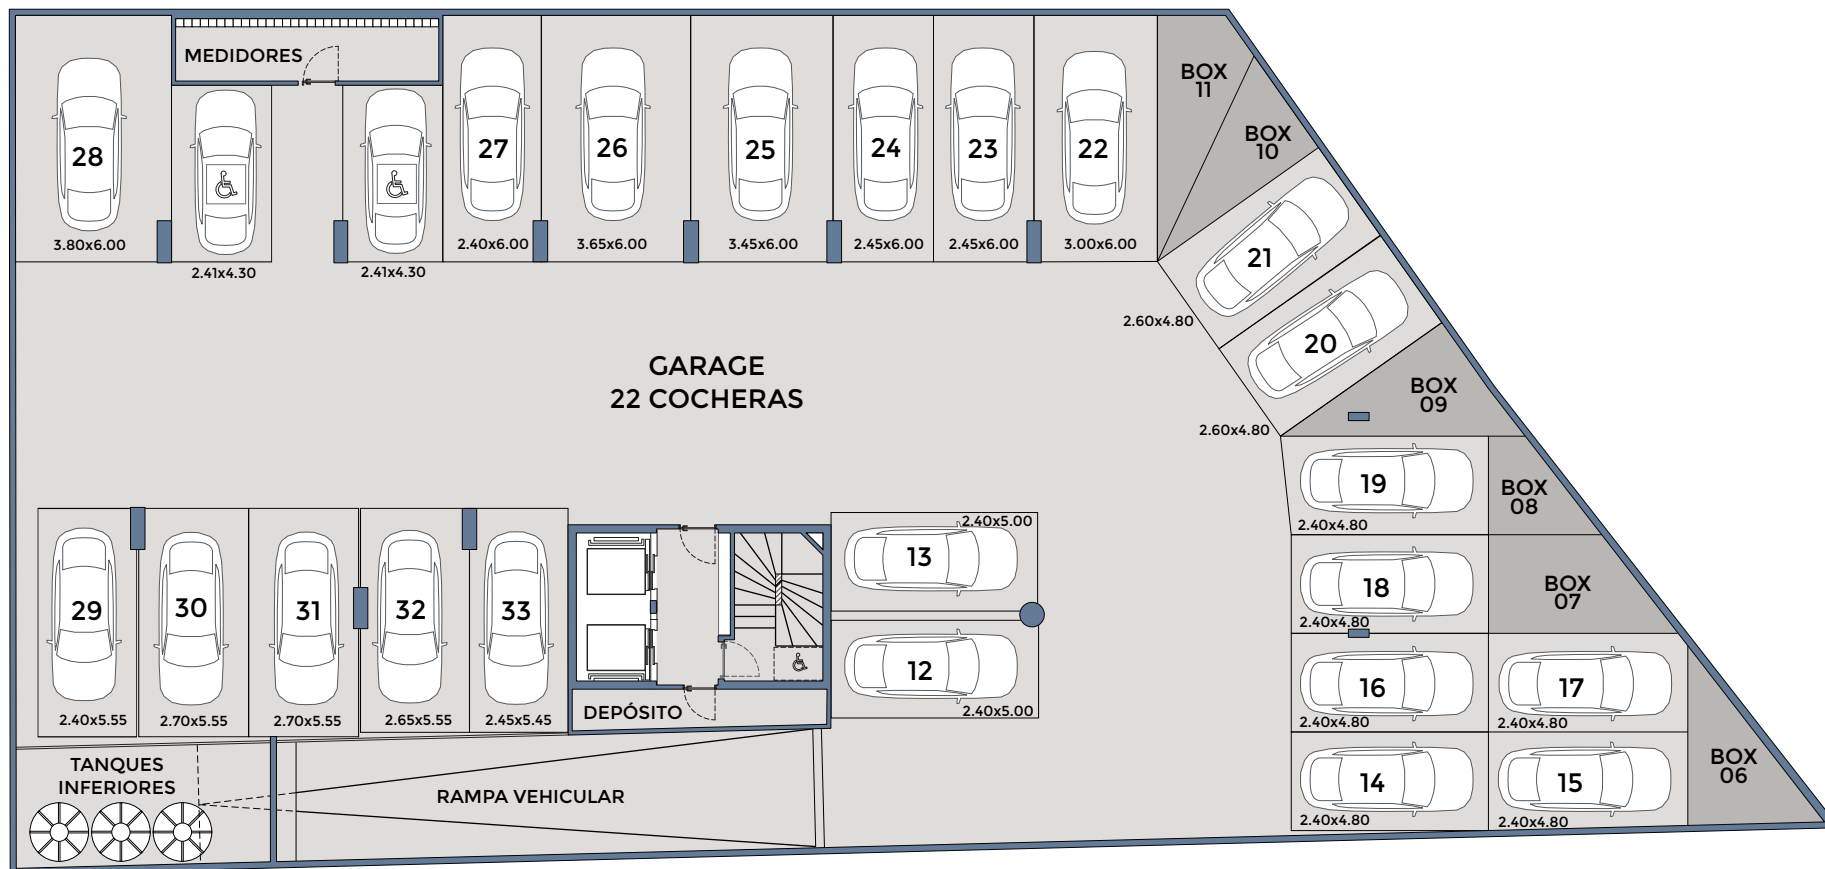 MEDIDORES
28
27
26
25
24
23
22
3.80x6.00
2.41x4.30
2.41x4.30
2.40x6.00
3.65x6.00
3.45x6.00
2.45x6.00
2.45x6.00
3.00x6.00
BOX
11
BOX
10
21
2.60x4.80
20
2.60x4.80
BOX
09
GARAGE
22 COCHERAS
19
2.40x4.80
BOX
08
18
2.40x4.80
BOX
07
16
2.40x4.80
17
2.40x4.80
14
2.40x4.80
15
2.40x4.80
BOX
06
29
30
31
32
33
2.40x5.55
2.70x5.55
2.70x5.55
2.65x5.55
2.45x5.45
2.40x5.00
13
12
2.40x5.00
DEPÓSITO
TANQUES
INFERIORES
RAMPA VEHICULAR